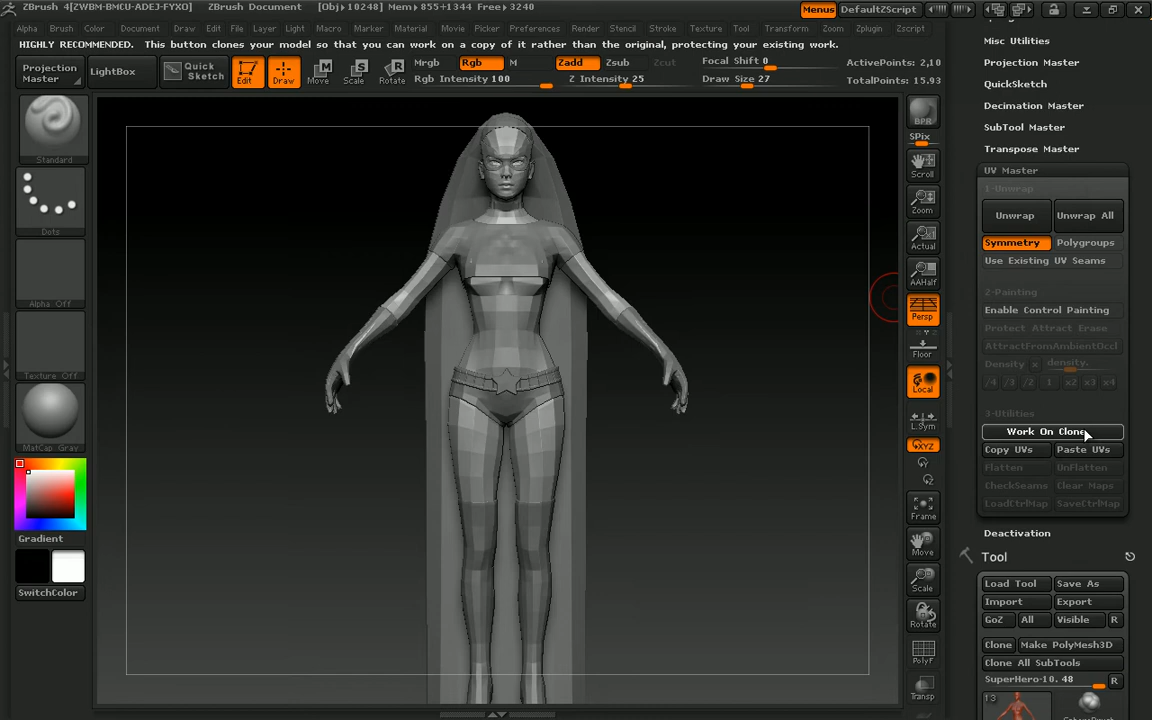 ZBrush 4[ZWBM-BMCU-ADEJ-FYXO] ZBrush Document [Obj▸10248] Mem▸855+1344 Free▸3240 Menus DefaultZScript
Alpha Brush Color Document Draw Edit File Layer Light Macro Marker Material Movie Picker Preferences Render Stencil Stroke Texture Tool Transform Zoom Zplugin Zscript
HIGHLY RECOMMENDED. This button clones your model so that you can work on a copy of it rather than the original, protecting your existing work.
Projection Master
LightBox
Quick Sketch
Edit
Draw
Move
Scale
Rotate
Mrgb Rgb M
Rgb Intensity 100
Zadd Zsub Zcut
Z Intensity 25
Focal Shift 0
Draw Size 27
ActivePoints: 2,10
TotalPoints: 15.93
Standard
Dots
Alpha Off
Texture Off
MatCap Gray
Gradient
SwitchColor
BPR
SPix
Scroll
Zoom
Actual
AAHalf
Persp
Floor
Local
L.Sym
XYZ
Frame
Move
Scale
Rotate
PolyF
Transp
Misc Utilities
Projection Master
QuickSketch
Decimation Master
SubTool Master
Transpose Master
UV Master
1-Unwrap
Unwrap Unwrap All
Symmetry Polygroups
Use Existing UV Seams
2-Painting
Enable Control Painting
Protect Attract Erase
AttractFromAmbientOccl
Density x density.
/4 /3 /2 1 x2 x3 x4
3-Utilities
Work On Clone
Copy UVs Paste UVs
Flatten UnFlatten
CheckSeams Clear Maps
LoadCtrlMap SaveCtrlMap
Deactivation
Tool
Load Tool Save As
Import Export
GoZ All Visible R
Clone Make PolyMesh3D
Clone All SubTools
SuperHero-10. 48 R
13